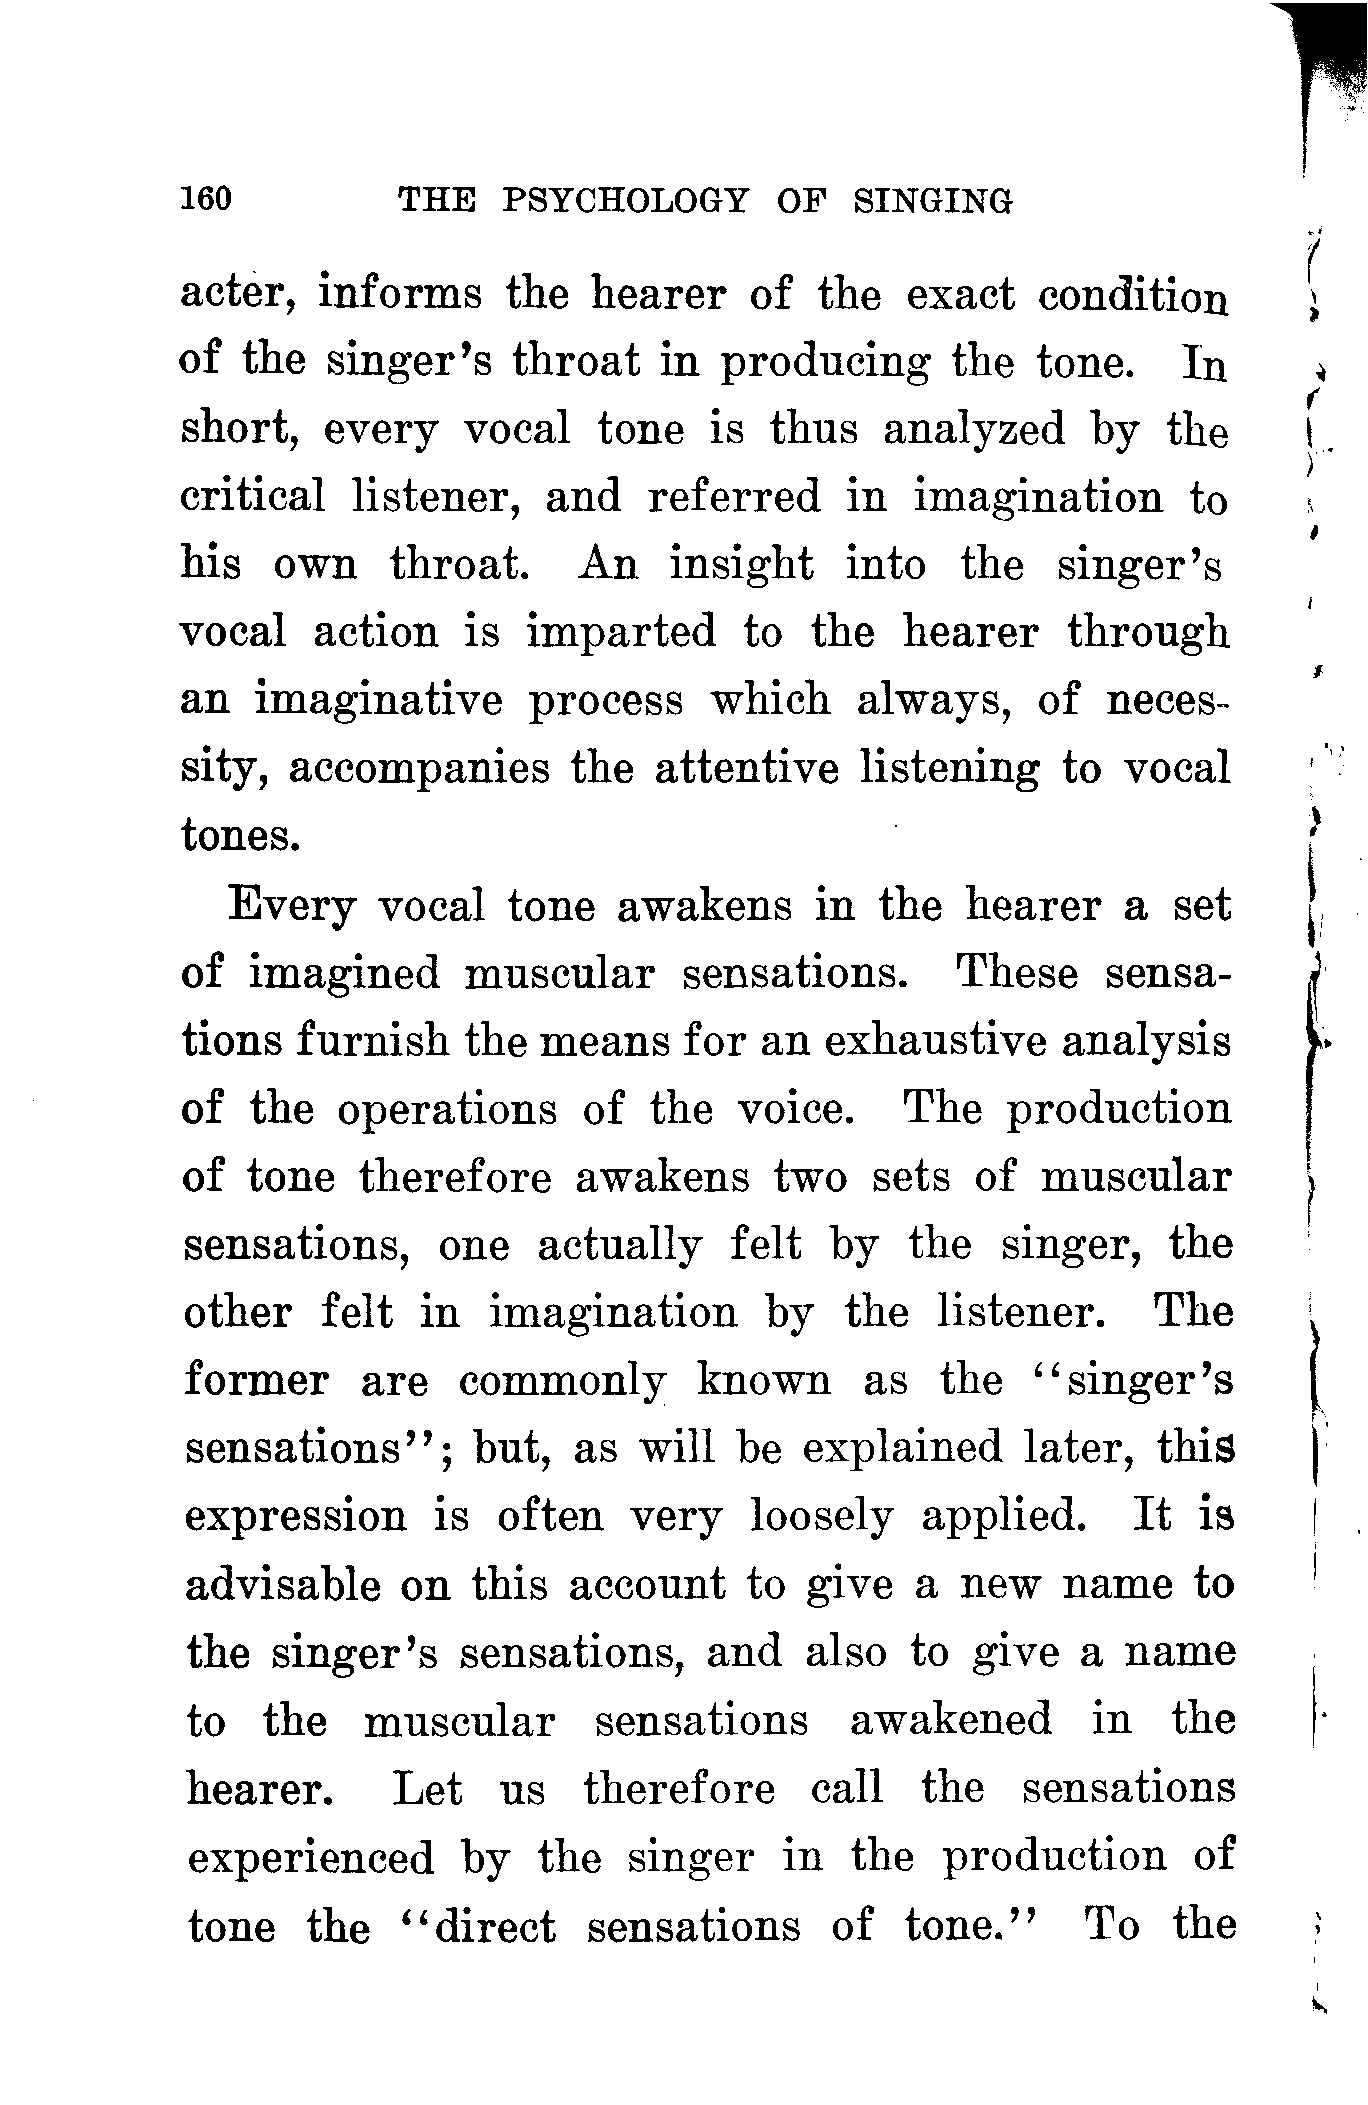 160 THE PSYCHOLOGY OF SINGING
acter, informs the hearer of the exact condition
of the singer's throat in producing the tone. In
short, every vocal tone is thus analyzed by the
critical listener, and referred in imagination to
his own throat. An insight into the singer's
vocal action is imparted to the hearer through
an imaginative process which always, of neces-
sity, accompanies the attentive listening to vocal
tones.
Every vocal tone awakens in the hearer a set
of imagined muscular sensations. These sensa-
tions furnish the means for an exhaustive analysis
of the operations of the voice. The production
of tone therefore awakens two sets of muscular
sensations, one actually felt by the singer, the
other felt in imagination by the listener. The
former are commonly known as the "singer's
sensations"; but, as will be explained later, this
expression is often very loosely applied. It is
advisable on this account to give a new name to
the singer's sensations, and also to give a name
to the muscular sensations awakened in the
hearer. Let us therefore call the sensations
experienced by the singer in the production of
tone the "direct sensations of tone." To the